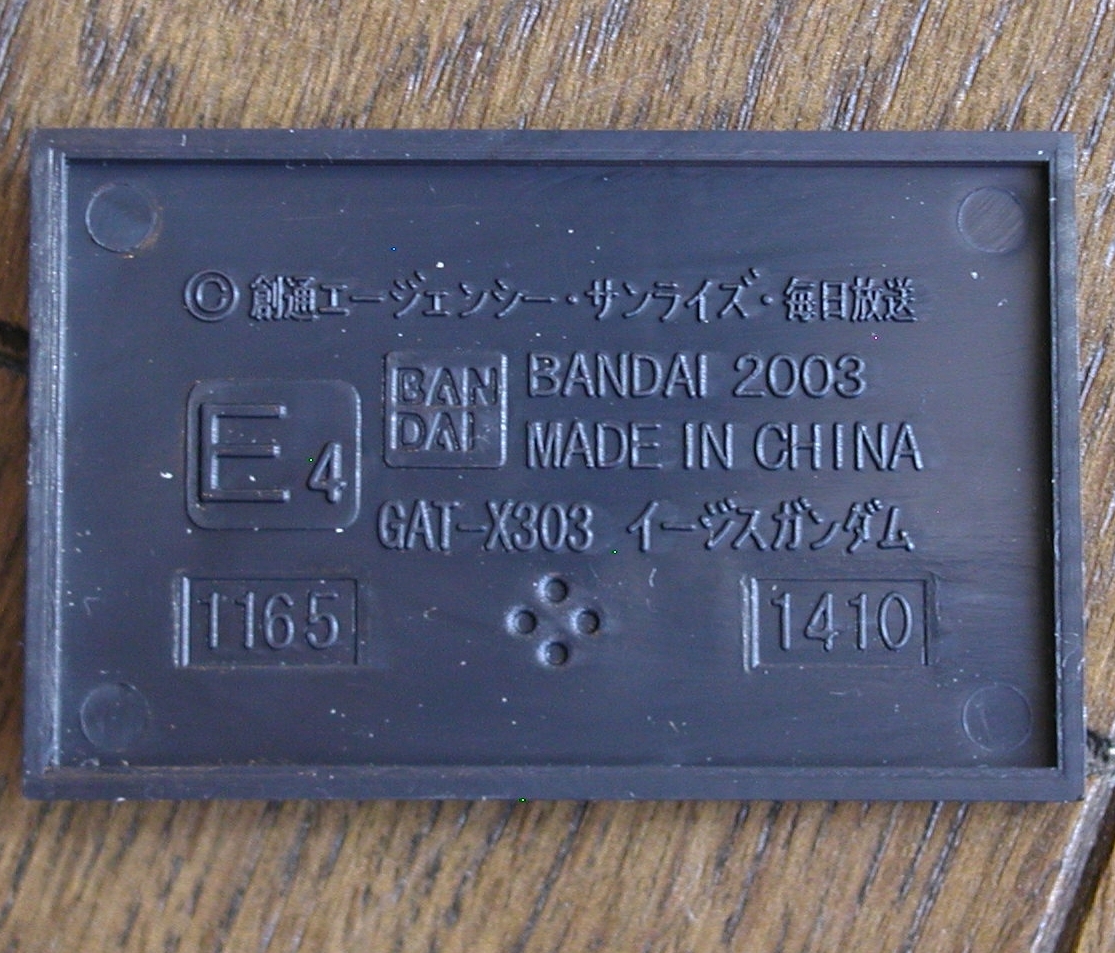 © 創通エージェンシー・サンライズ・毎日放送
BAN
DAI
BANDAI 2003
MADE IN CHINA
E4
GAT-X303 イージスガンダム
1165
1410